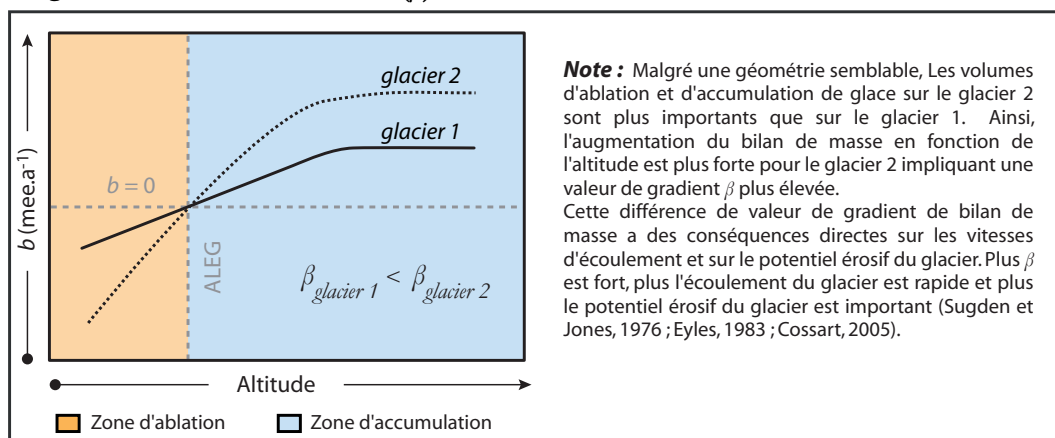 glacier 2
glacier 1
b = 0
b (mee.a-1)
ALEG
βglacier 1 < βglacier 2
Altitude
Zone d'ablation
Zone d'accumulation
Note : Malgré une géométrie semblable, Les volumes
d'ablation et d'accumulation de glace sur le glacier 2
sont plus importants que sur le glacier 1. Ainsi,
l'augmentation du bilan de masse en fonction de
l'altitude est plus forte pour le glacier 2 impliquant une
valeur de gradient β plus élevée.
Cette différence de valeur de gradient de bilan de
masse a des conséquences directes sur les vitesses
d'écoulement et sur le potentiel érosif du glacier. Plus β
est fort, plus l'écoulement du glacier est rapide et plus
le potentiel érosif du glacier est important (Sugden et
Jones, 1976 ; Eyles, 1983 ; Cossart, 2005).